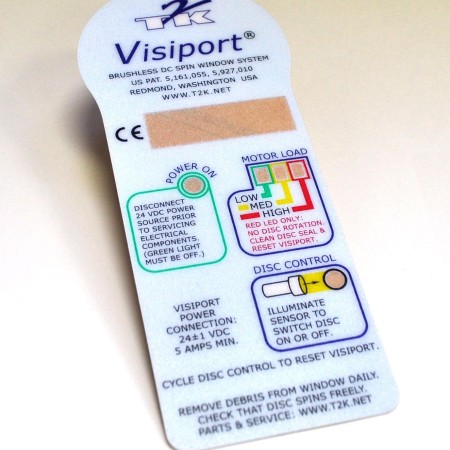 T2K
Visiport®
BRUSHLESS DC SPIN WINDOW SYSTEM
US PAT. 5,161,055, 5,927,010
REDMOND, WASHINGTON USA
WWW.T2K.NET
CE
POWER ON
DISCONNECT
24 VDC POWER
SOURCE PRIOR
TO SERVICING
ELECTRICAL
COMPONENTS.
(GREEN LIGHT
MUST BE OFF.)
MOTOR LOAD
LOW
MED
HIGH
RED LED ONLY:
NO DISC ROTATION.
CLEAN DISC SEAL &
RESET VISIPORT.
DISC CONTROL
ILLUMINATE
SENSOR TO
SWITCH DISC
ON OR OFF.
VISIPORT
POWER
CONNECTION:
24±1 VDC
5 AMPS MIN.
CYCLE DISC CONTROL TO RESET VISIPORT.
REMOVE DEBRIS FROM WINDOW DAILY.
CHECK THAT DISC SPINS FREELY.
PARTS & SERVICE: WWW.T2K.NET